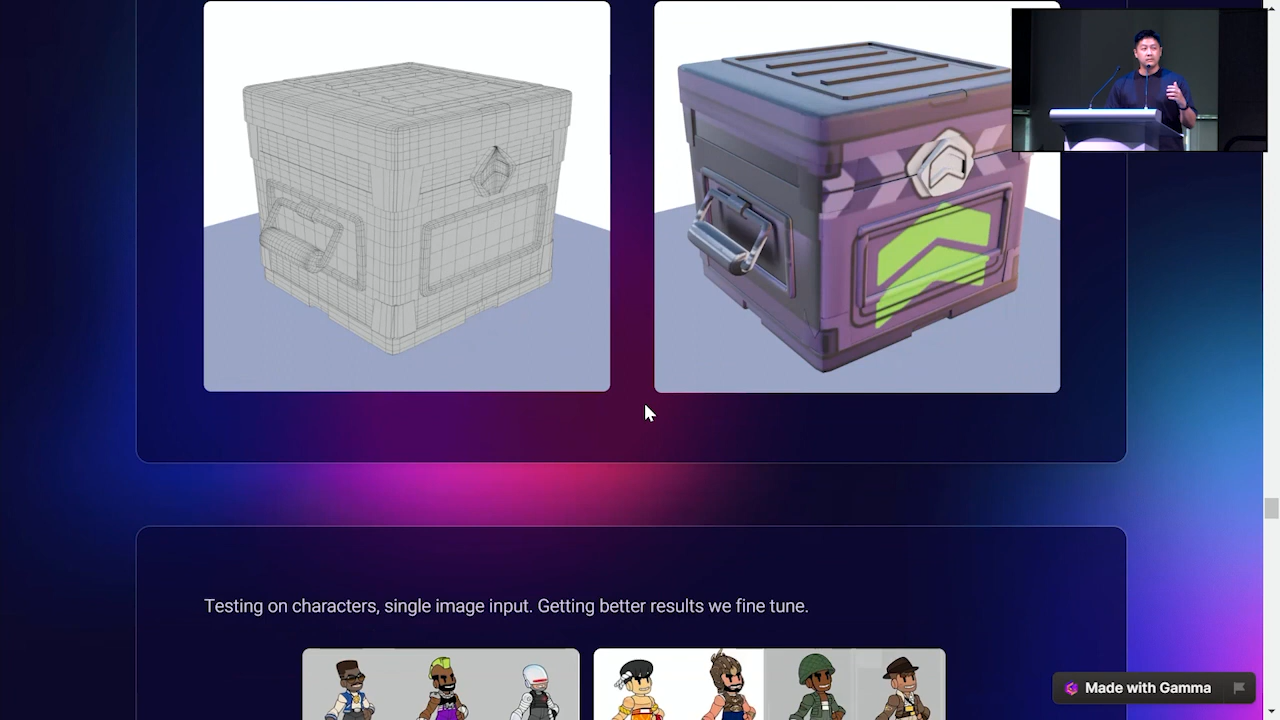 Testing on characters, single image input. Getting better results we fine tune.
Made with Gamma